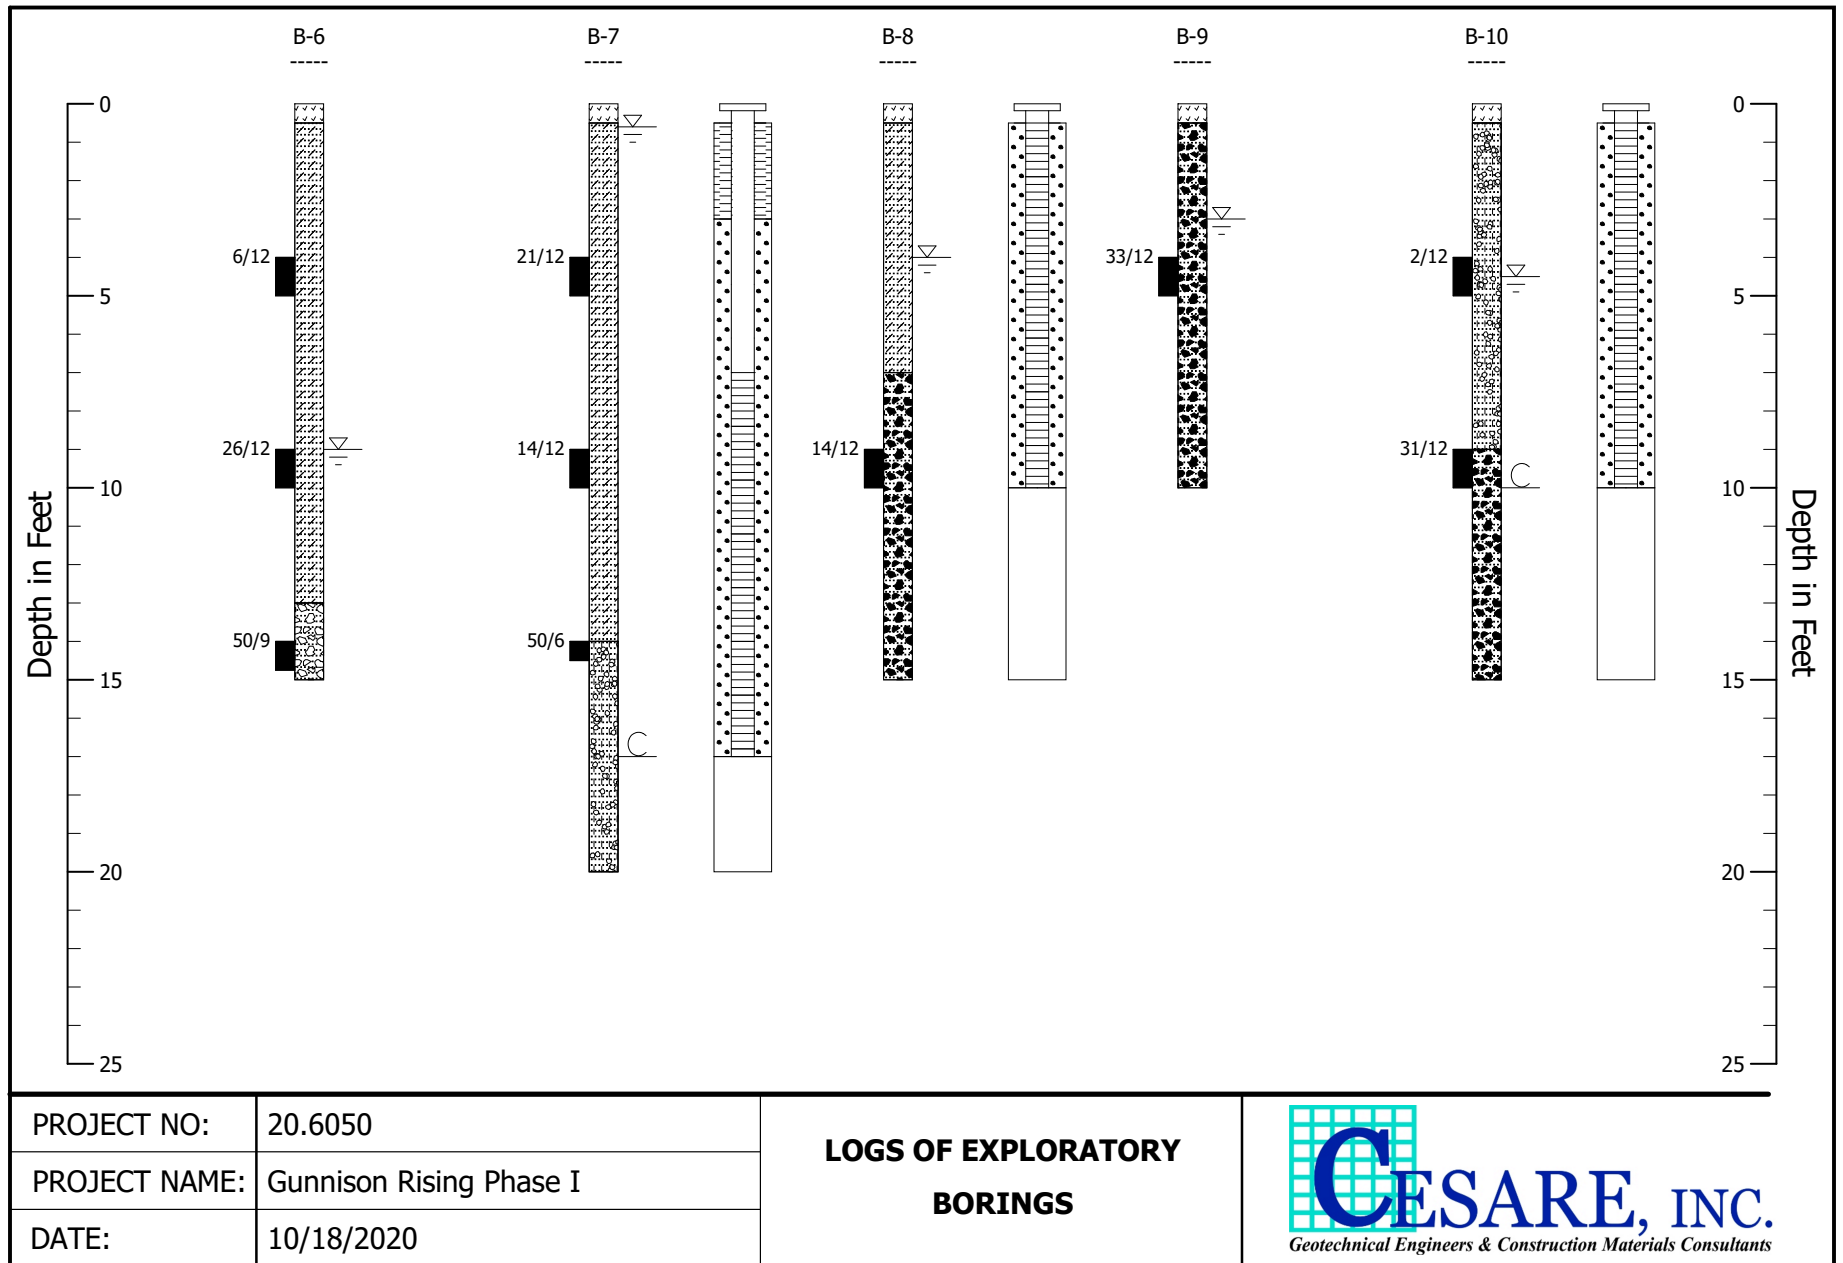 B-6 B-7 B-8 B-9 B-10
----- ----- ----- ----- -----
0 0
6/12 21/12 33/12 2/12
5 5
26/12 14/12 14/12 31/12
C
10 10
Depth in Feet Depth in Feet
50/9 50/6
15 15
C
20 20
25 25
PROJECT NO: 20.6050
PROJECT NAME: Gunnison Rising Phase I
DATE: 10/18/2020
LOGS OF EXPLORATORY
BORINGS
CESARE, INC.
Geotechnical Engineers & Construction Materials Consultants